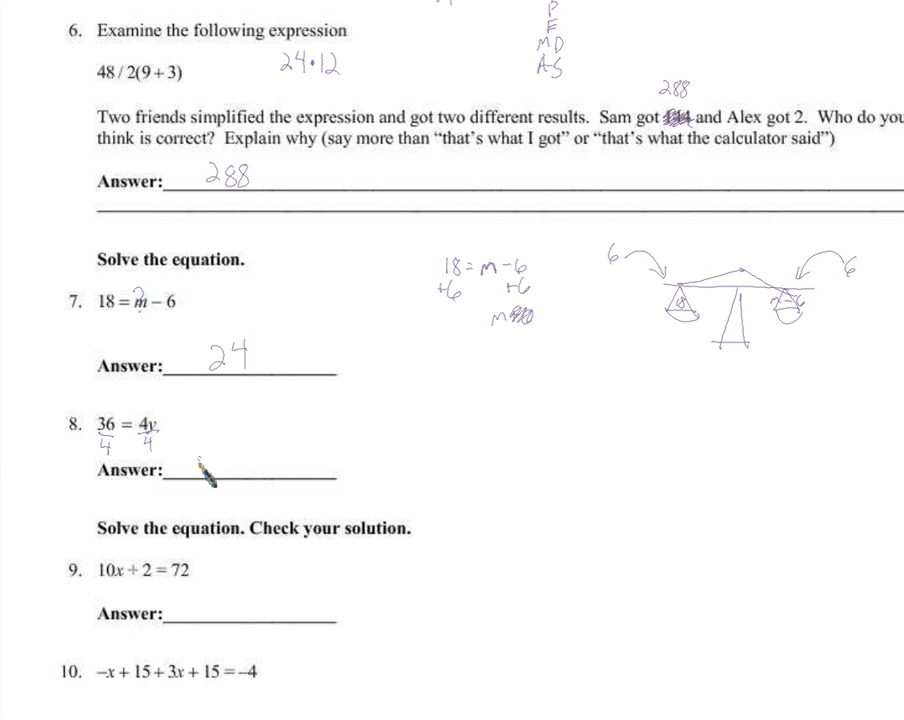 P
6. Examine the following expression
E
MD
24•12
AS
48 / 2(9 + 3)
288
Two friends simplified the expression and got two different results. Sam got and Alex got 2. Who do you
think is correct? Explain why (say more than “that’s what I got” or “that’s what the calculator said”)
Answer: 288
Solve the equation.
18 = m - 6
+6 +6
m
6 6
18 m-6
7. 18 = m – 6
Answer: 24
8. 36 = 4y
4 4
Answer:
Solve the equation. Check your solution.
9. 10x + 2 = 72
Answer:
10. –x + 15 + 3x + 15 = –4